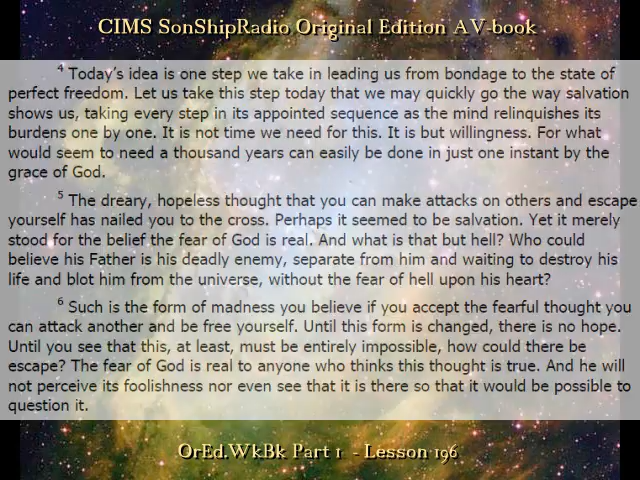 CIMS SonShipRadio Original Edition AV-book
4 Today's idea is one step we take in leading us from bondage to the state of
perfect freedom. Let us take this step today that we may quickly go the way salvation
shows us, taking every step in its appointed sequence as the mind relinquishes its
burdens one by one. It is not time we need for this. It is but willingness. For what
would seem to need a thousand years can easily be done in just one instant by the
grace of God.
5 The dreary, hopeless thought that you can make attacks on others and escape
yourself has nailed you to the cross. Perhaps it seemed to be salvation. Yet it merely
stood for the belief the fear of God is real. And what is that but hell? Who could
believe his Father is his deadly enemy, separate from him and waiting to destroy his
life and blot him from the universe, without the fear of hell upon his heart?
6 Such is the form of madness you believe if you accept the fearful thought you
can attack another and be free yourself. Until this form is changed, there is no hope.
Until you see that this, at least, must be entirely impossible, how could there be
escape? The fear of God is real to anyone who thinks this thought is true. And he will
not perceive its foolishness nor even see that it is there so that it would be possible to
question it.
OrEd.WkBk Part 1 - Lesson 196